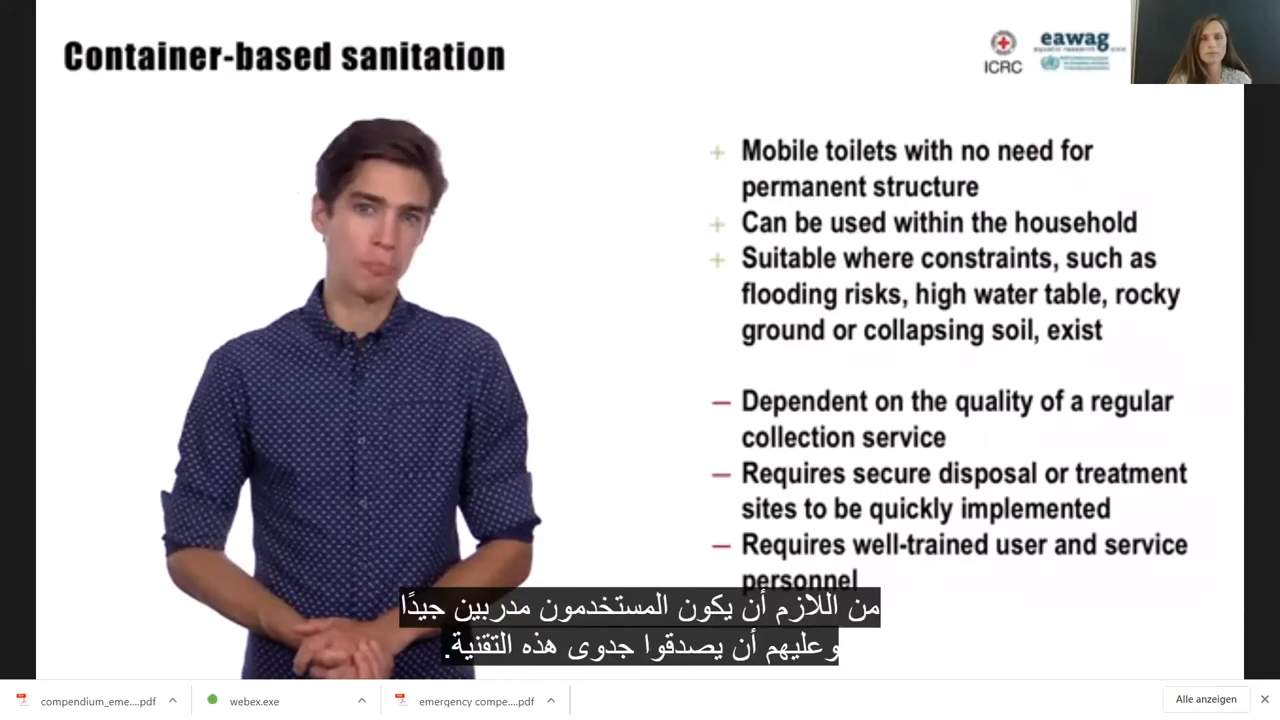 Container-based sanitation
ICRC
eawag
Mobile toilets with no need for
permanent structure
Can be used within the household
Suitable where constraints, such as
flooding risks, high water table, rocky
ground or collapsing soil, exist
Dependent on the quality of a regular
collection service
Requires secure disposal or treatment
sites to be quickly implemented
Requires well-trained user and service
personnel
من اللازم أن يكون المستخدمون مدربين جيدًا
وعليهم أن يصدقوا جدوى هذه التقنية.
compendium_eme....pdf
webex.exe
emergency compe....pdf
Alle anzeigen